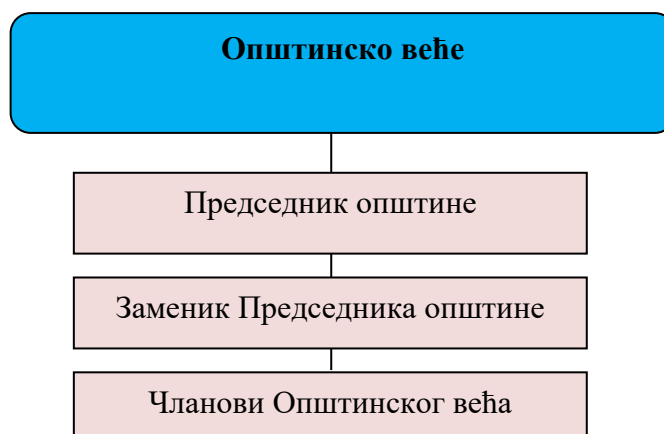 Општинско веће
Председник општине
Заменик Председника општине
Чланови Општинског већа